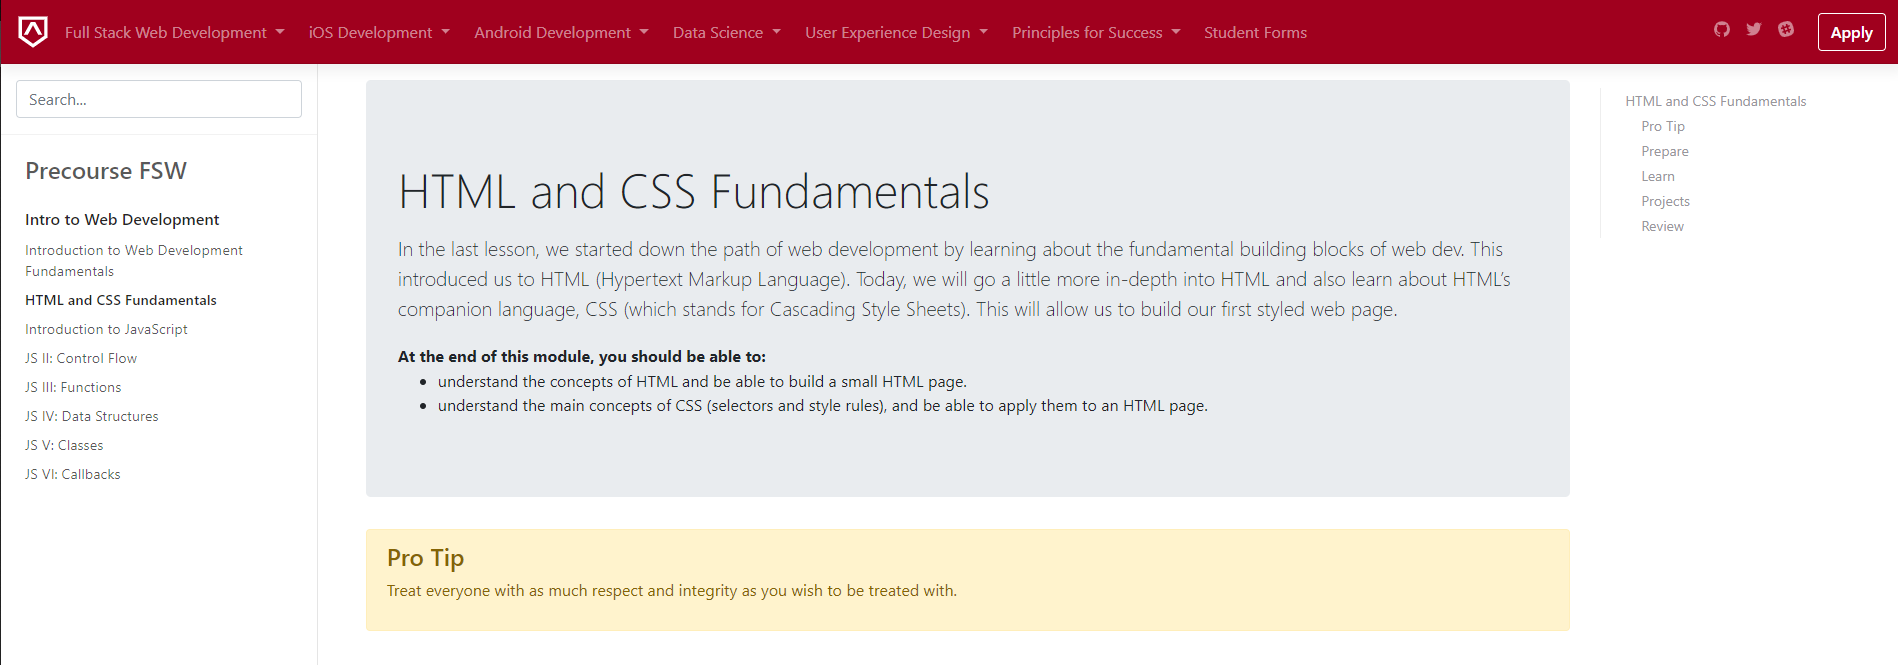 Full Stack Web Development
iOS Development
Android Development
Data Science
User Experience Design
Principles for Success
Student Forms
Apply
Search...
Precourse FSW
Intro to Web Development
Introduction to Web Development
Fundamentals
HTML and CSS Fundamentals
Introduction to JavaScript
JS II: Control Flow
JS III: Functions
JS IV: Data Structures
JS V: Classes
JS VI: Callbacks
HTML and CSS Fundamentals
In the last lesson, we started down the path of web development by learning about the fundamental building blocks of web dev. This
introduced us to HTML (Hypertext Markup Language). Today, we will go a little more in-depth into HTML and also learn about HTML’s
companion language, CSS (which stands for Cascading Style Sheets). This will allow us to build our first styled web page.
At the end of this module, you should be able to:
• understand the concepts of HTML and be able to build a small HTML page.
• understand the main concepts of CSS (selectors and style rules), and be able to apply them to an HTML page.
Pro Tip
Treat everyone with as much respect and integrity as you wish to be treated with.
HTML and CSS Fundamentals
Pro Tip
Prepare
Learn
Projects
Review